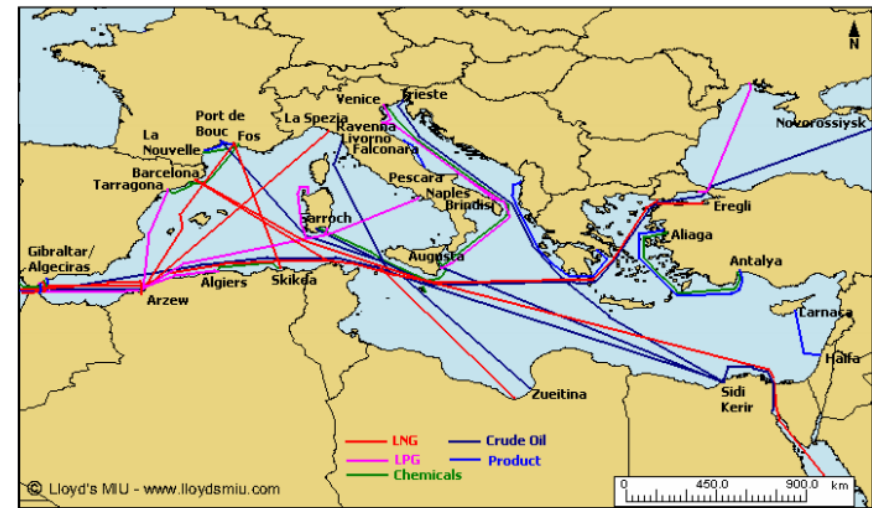 N
Venice
Trieste
Port de
Bouc
Fos
La Spezia
Ravenna
Livorno
Falconara
Novorossiysk
La
Nouvelle
Barcelona
Tarragona
Pescara
Naples
Brindisi
Eregli
Sarroch
Aliaga
Gibraltar/
Algeciras
Augusta
Antalya
Algiers
Skikda
Arzew
Larnaca
Haifa
Zueitina
Sidi
Kerir
LNG
Crude Oil
LPG
Product
Chemicals
© Lloyd's MIU - www.lloydsmiu.com
0 450.0 900.0 km